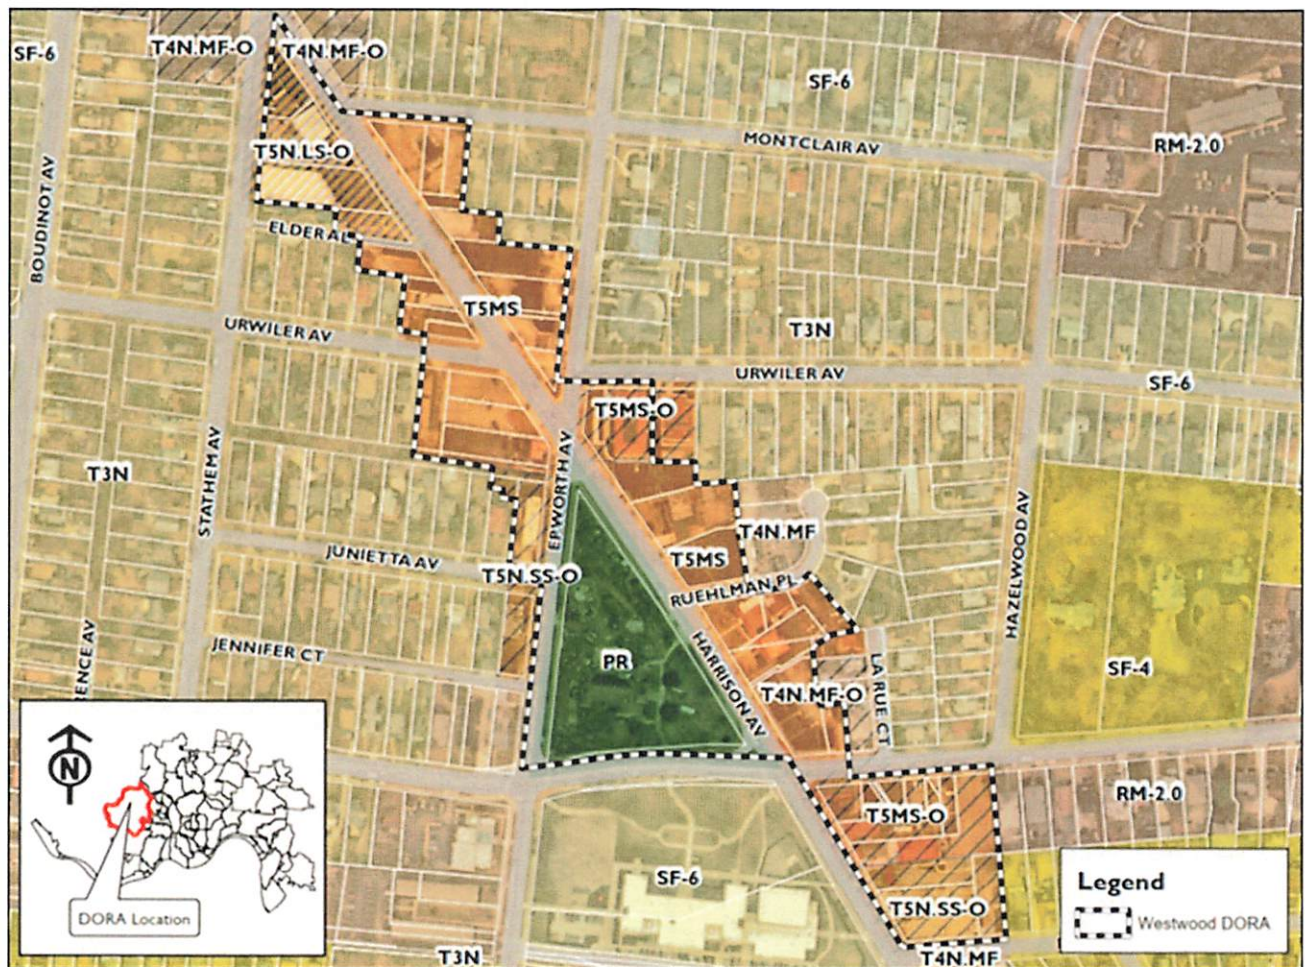 SF-6
T4N.MF-O
T4N.MF-O
SF-6
MONTCLAIR AV
RM-2.0
T5N.LS-O
BOUDINOT AV
ELDER AL
T5MS
URWILER AV
T3N
URWILER AV
SF-6
T5MS-O
T3N
STATHEM AV
EPWORTH AV
HAZELWOOD AV
T4N.MF
JUNIETTA AV
T5MS
T5N.SS-O
RUEHLMAN PL
JENNIFER CT
ENCE AV
PR
HARRISON AV
T4N.MF-O
LA RUE CT
SF-4
N
T5MS-O
RM-2.0
SF-6
Legend
Westwood DORA
DORA Location
T5N.SS-O
T3N
T4N.MF